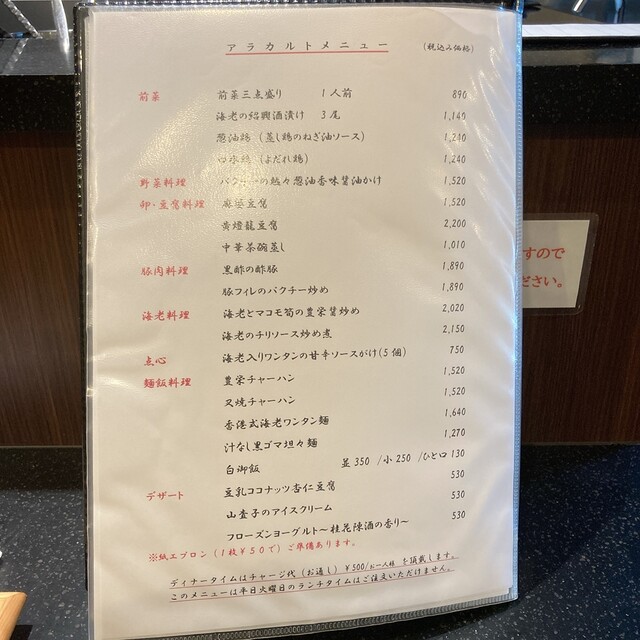 アラカルトメニュー (税込み価格)
前菜 前菜三点盛り 1人前 890
海老の紹興酒漬け 3尾 1,140
葱油鶏 (蒸し鶏のねぎ油ソース) 1,240
口水鶏 (よだれ鶏) 1,240
野菜料理 パクチーの熱々葱油香味醤油かけ 1,520
卵・豆腐料理 麻婆豆腐 1,520
黄燈籠豆腐 2,200
中華茶碗蒸し 1,010
豚肉料理 黒酢の酢豚 1,890
豚フィレのパクチー炒め 1,890
海老料理 海老とマコモ筍の豊栄醤炒め 2,020
海老のチリソース炒め煮 2,150
点心 海老入りワンタンの甘辛ソースがけ(5個) 750
麺飯料理 豊栄チャーハン 1,520
叉焼チャーハン 1,520
香港式海老ワンタン麺 1,640
汁なし黒ゴマ坦々麺 1,270
白御飯 並350 /小250 /ひと口130
デザート 豆乳ココナッツ杏仁豆腐 530
山査子のアイスクリーム 530
フローズンヨーグルト〜桂花陳酒の香り〜 530
※紙エプロン(1枚¥50で)ご準備あります。
ディナータイムはチャージ代(お通し)¥500/お一人様 を頂戴します。
このメニューは平日火曜日のランチタイムはご注文いただけません。
すので
ださい。